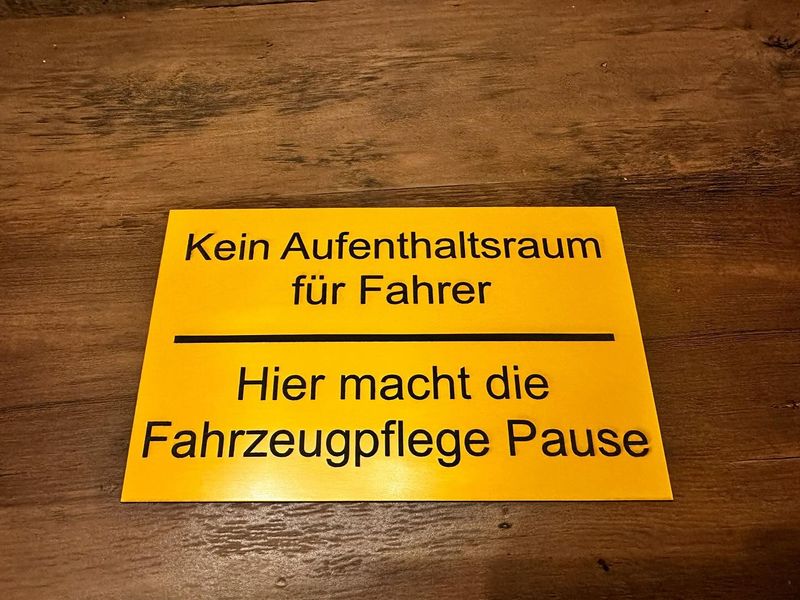 Kein Aufenthaltsraum
für Fahrer
Hier macht die
Fahrzeugpflege Pause